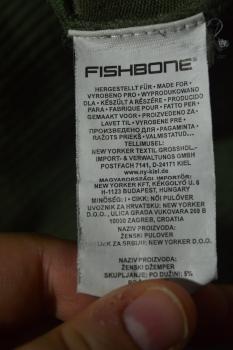 FISHBONE
HERGESTELLT FÜR • MADE FOR •
VYROBENO PRO • WYPRODUKOWANO
DLA • KÉSZÜLT A RÉSZÉRE • PRODUCIDO
PARA • FABRIQUÉ POUR • FATTO PER •
GEMAAKT VOOR • PROIZVEDENO ZA •
LAVET TIL • VYROBENE PRE •
ПРОИЗВЕДЕНО ДЛЯ • PAGAMINTA •
RAŽOTS PRIEKŠ • VALMISTATUD
TELLIMUSEL:
NEW YORKER TEXTIL GROSSHDL.-
IMPORT- & VERWALTUNGS GMBH
POSTFACH 7141, D-24171 KIEL
www.ny-kiel.de
MAGYARORSZÁGI IMPORTŐR:
NEW YORKER KFT, KÉKGOLYÓ U. 6
H-1123 BUDAPEST, HUNGARY
MINŐSÉG: I • CIKK: NŐI PULÓVER
UVOZNIK ZA HRVATSKU: NEW YORKER
D.O.O., ULICA GRADA VUKOVARA 269 B
10000 ZAGREB, CROATIA
NAZIV PROIZVODA:
ŽENSKI PULOVER
ZA SRBIJE: NEW YORKER D.O.O.
NAZIV PROIZVODA:
ŽENSKI DŽEMPER
SKUPLJANJE: PO DUŽINI: 5%